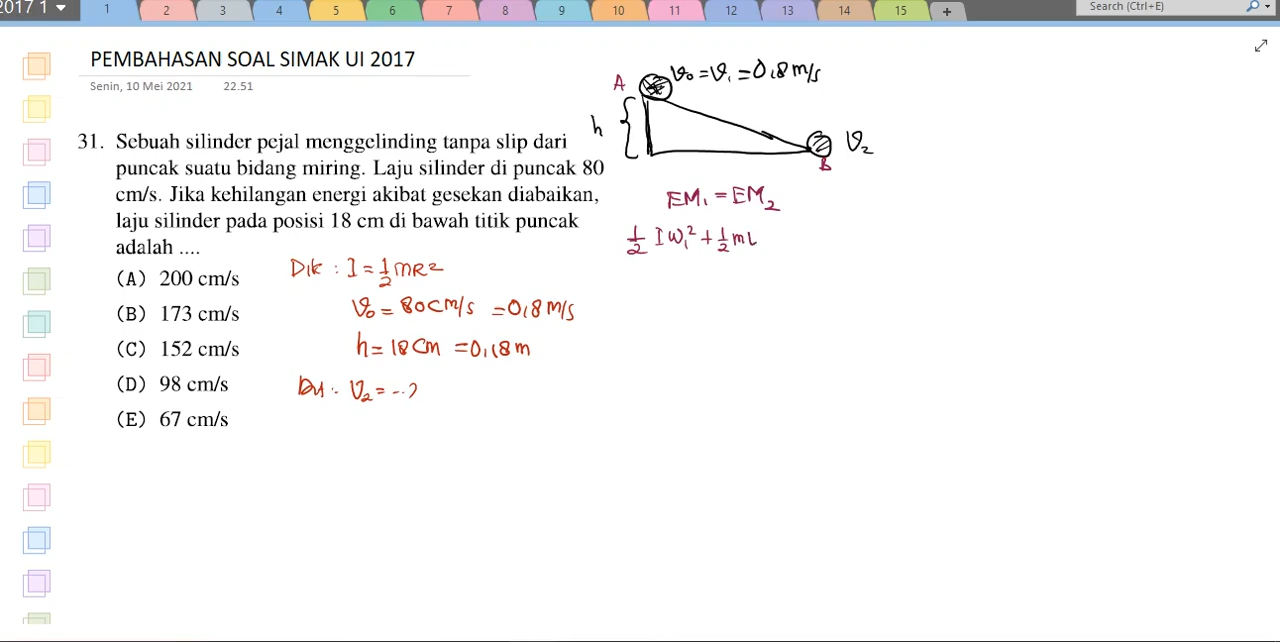 2017 1
1 2 3 4 5 6 7 8 9 10 11 12 13 14 15 +
Search (Ctrl+E)
PEMBAHASAN SOAL SIMAK UI 2017
Senin, 10 Mei 2021 22.51
31. Sebuah silinder pejal menggelinding tanpa slip dari
puncak suatu bidang miring. Laju silinder di puncak 80
cm/s. Jika kehilangan energi akibat gesekan diabaikan,
laju silinder pada posisi 18 cm di bawah titik puncak
adalah ....
(A) 200 cm/s
(B) 173 cm/s
(C) 152 cm/s
(D) 98 cm/s
(E) 67 cm/s
Dik : I = 1/2 mR²
v₀ = 80 cm/s = 0,8 m/s
h = 18 cm = 0,18 m
v₂ = ...?
A v₀ = v₁ = 0,8 m/s
h
B v₂
EM₁ = EM₂
1/2 Iω₁² + 1/2 m